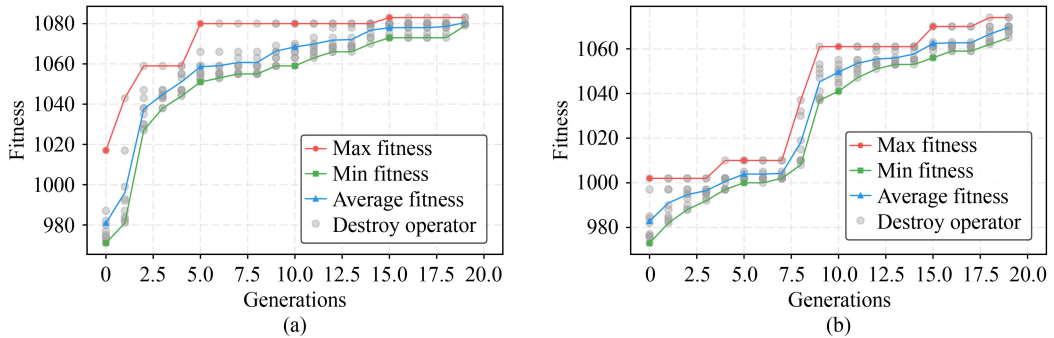 1080
1060
1040
1020
1000
980
Fitness
Max fitness
Min fitness
Average fitness
Destroy operator
0 2.5 5.0 7.5 10.0 12.5 15.0 17.5 20.0
Generations
(a)
1060
1040
1020
1000
980
Fitness
Max fitness
Min fitness
Average fitness
Destroy operator
0 2.5 5.0 7.5 10.0 12.5 15.0 17.5 20.0
Generations
(b)